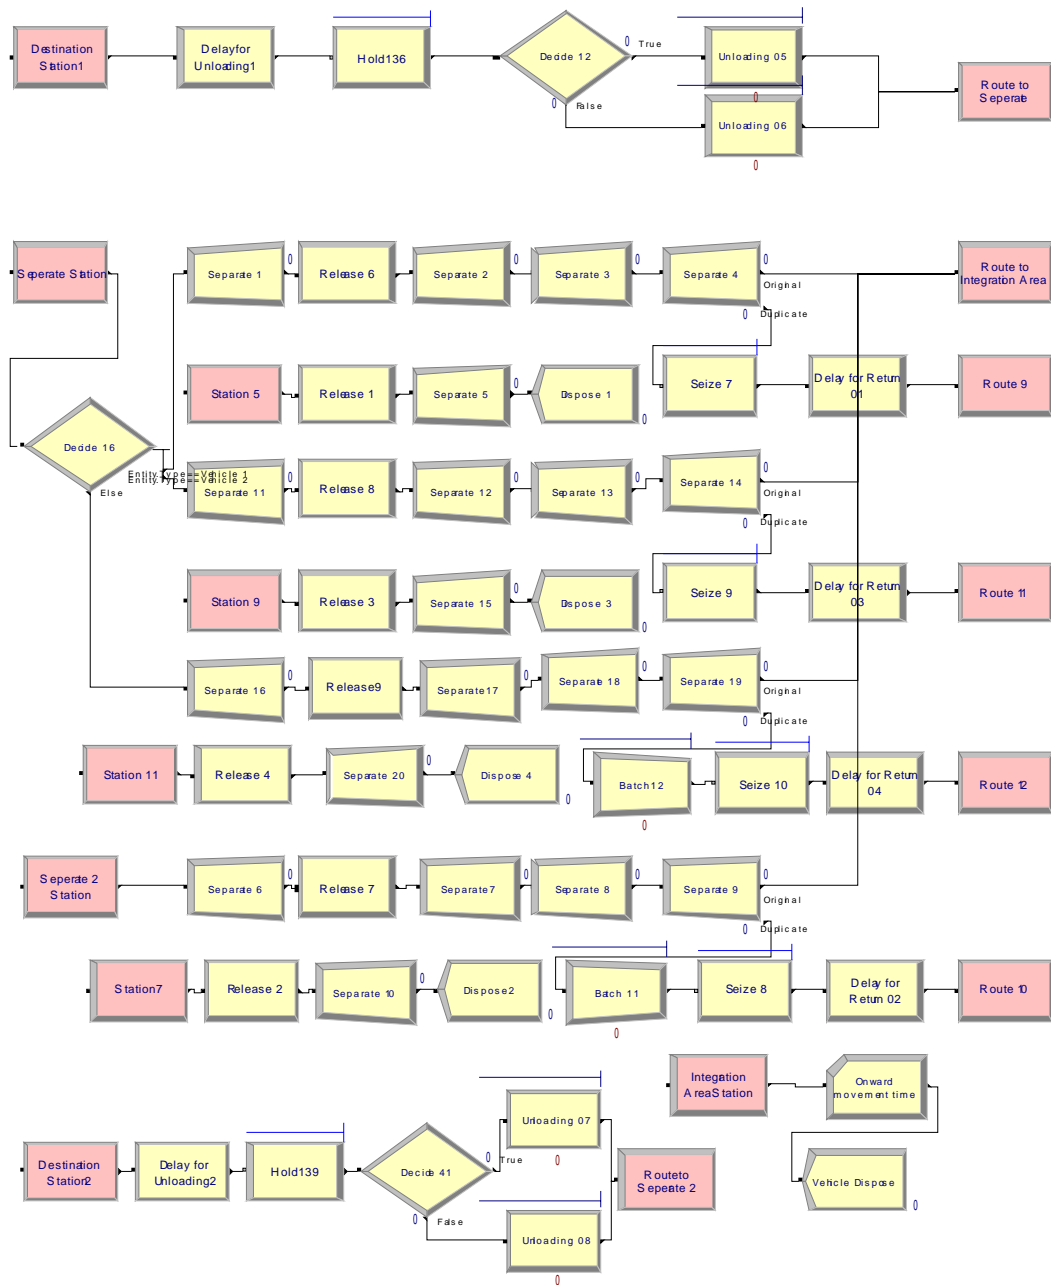 Destination
Station1
Delay for
Unloading1
Hold136
Decide 12
0
True
0
False
Unloading 05
0
Unloading 06
0
Route to
Seperate
Seperate Station
Separate 1
0
Release 6
Separate 2
0
Separate 3
0
Separate 4
0
Original
0
Duplicate
Route to
Integration Area
Station 5
Release 1
Separate 5
0
Dispose 1
0
Seize 7
Delay for Return
01
Route 9
Decide 16
Entity.Type==Vehicle 1
Entity.Type==Vehicle 2
Else
Separate 11
0
Release 8
Separate 12
0
Separate 13
0
Separate 14
0
Original
0
Duplicate
Station 9
Release 3
Separate 15
0
Dispose 3
0
Seize 9
Delay for Return
03
Route 11
Separate 16
0
Release9
Separate17
0
Separate 18
0
Separate 19
0
Original
0
Duplicate
Station 11
Release 4
Separate 20
0
Dispose 4
0
Batch12
0
Seize 10
Delay for Return
04
Route 12
Seperate 2
Station
Separate 6
0
Release 7
Separate7
0
Separate 8
0
Separate 9
0
Original
0
Duplicate
Station7
Release 2
Separate 10
0
Dispose2
0
Batch 11
0
Seize 8
Delay for
Return 02
Route 10
Integration
AreaStation
Onward
movement time
Vehicle Dispose
0
Destination
Station2
Delay for
Unloading2
Hold139
Decide 41
0
True
0
False
Unloading 07
0
Unloading 08
0
Routeto
Seperate 2